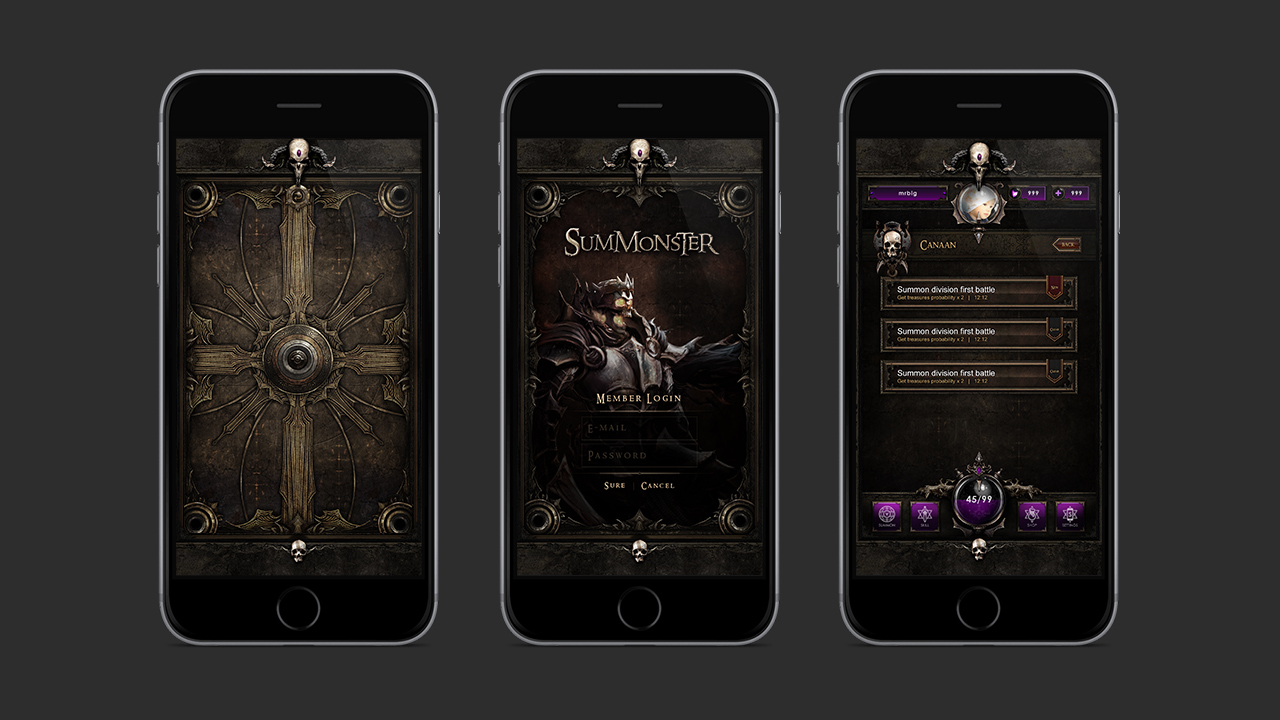 SUMMONSTER
MEMBER LOGIN
E-MAIL
PASSWORD
SURE | CANCEL
mrblg
999
999
CANAAN
BACK
Summon division first battle
Get treasures probability x 2 | 12:12
Summon division first battle
Get treasures probability x 2 | 12:12
Summon division first battle
Get treasures probability x 2 | 12:12
45/99
SUMMON
SKILL
SHOP
SETTINGS